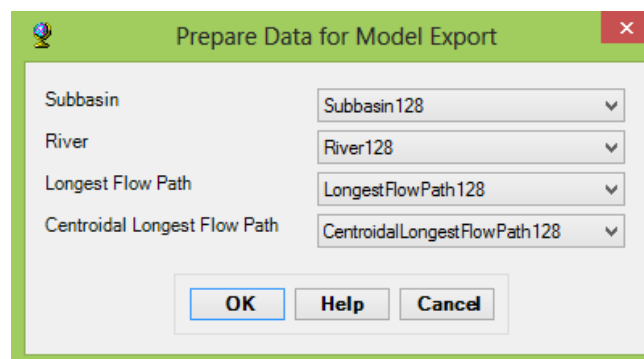 Prepare Data for Model Export
Subbasin Subbasin128
River River128
Longest Flow Path LongestFlowPath128
Centroidal Longest Flow Path CentroidalLongestFlowPath128
OK Help Cancel